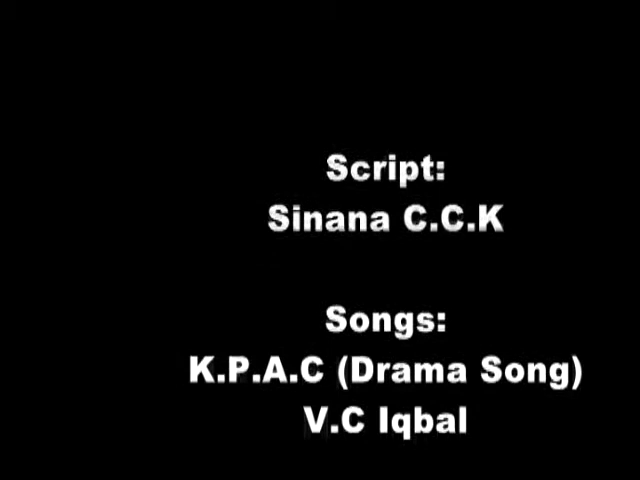 Script:
Sinana C.C.K
Songs:
K.P.A.C (Drama Song)
V.C Iqbal